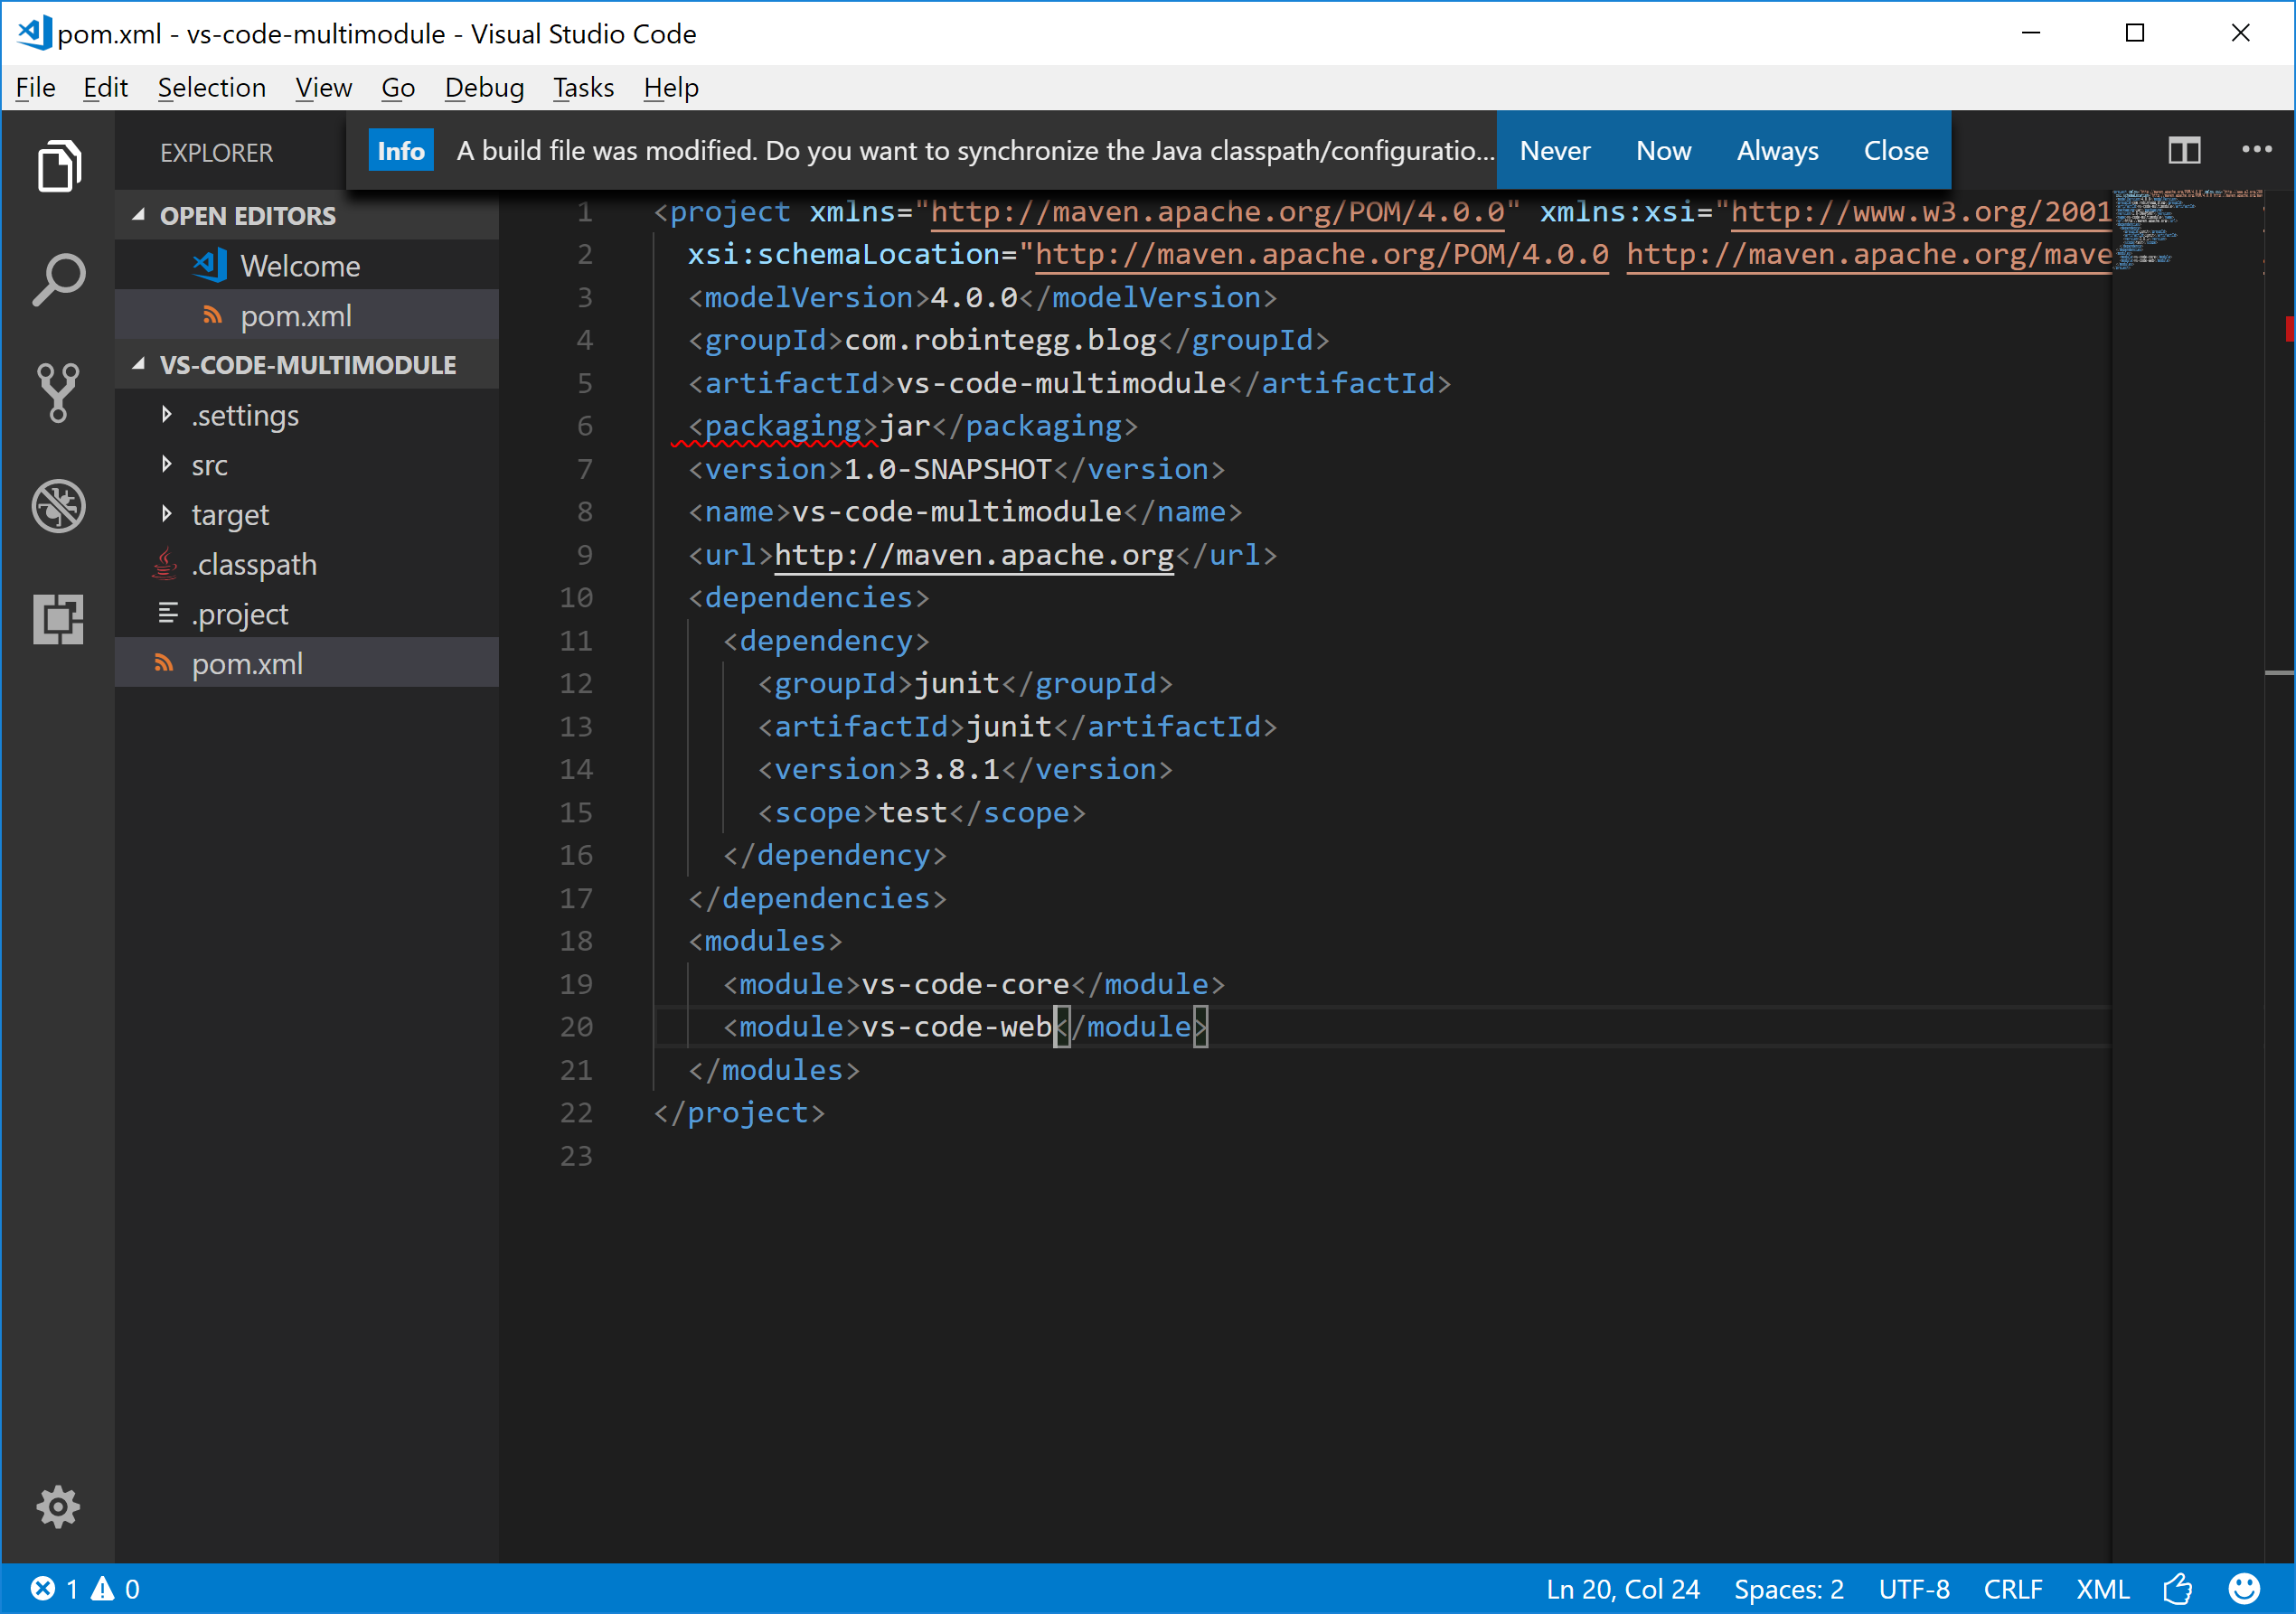 pom.xml - vs-code-multimodule - Visual Studio Code
File Edit Selection View Go Debug Tasks Help
EXPLORER
Info A build file was modified. Do you want to synchronize the Java classpath/configuratio... Never Now Always Close
OPEN EDITORS
Welcome
pom.xml
VS-CODE-MULTIMODULE
.settings
src
target
.classpath
.project
pom.xml
1 <project xmlns="http://maven.apache.org/POM/4.0.0" xmlns:xsi="http://www.w3.org/2001
2 xsi:schemaLocation="http://maven.apache.org/POM/4.0.0 http://maven.apache.org/mave
3 <modelVersion>4.0.0</modelVersion>
4 <groupId>com.robintegg.blog</groupId>
5 <artifactId>vs-code-multimodule</artifactId>
6 <packaging>jar</packaging>
7 <version>1.0-SNAPSHOT</version>
8 <name>vs-code-multimodule</name>
9 <url>http://maven.apache.org</url>
10 <dependencies>
11 <dependency>
12 <groupId>junit</groupId>
13 <artifactId>junit</artifactId>
14 <version>3.8.1</version>
15 <scope>test</scope>
16 </dependency>
17 </dependencies>
18 <modules>
19 <module>vs-code-core</module>
20 <module>vs-code-web</module>
21 </modules>
22 </project>
23
1 0 Ln 20, Col 24 Spaces: 2 UTF-8 CRLF XML